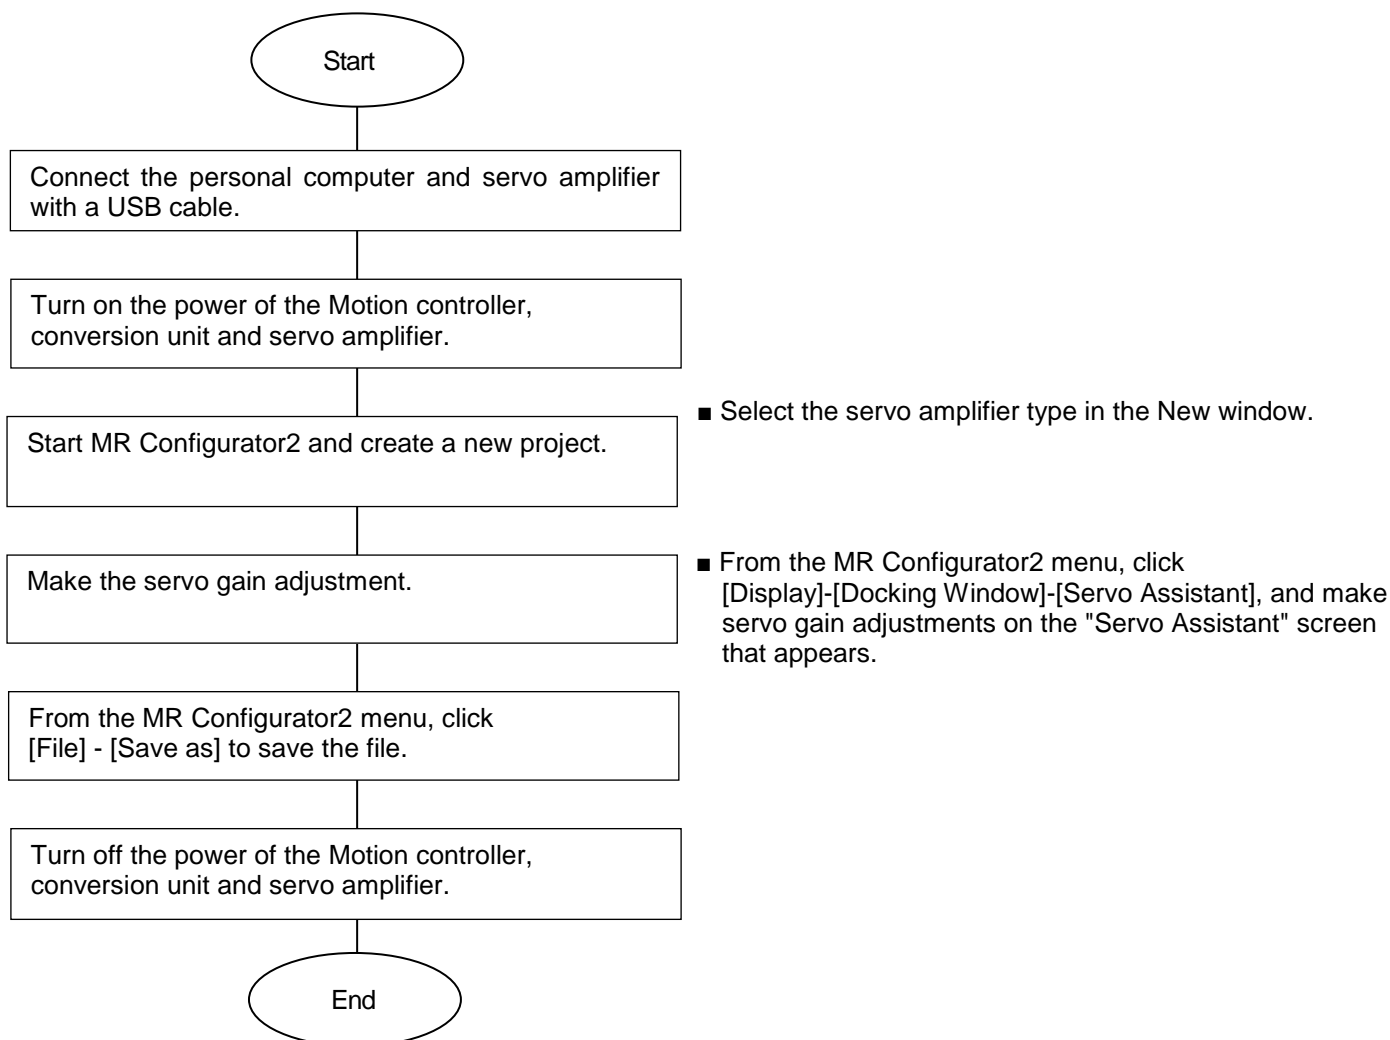 Start
Connect the personal computer and servo amplifier
with a USB cable.
Turn on the power of the Motion controller,
conversion unit and servo amplifier.
Start MR Configurator2 and create a new project.
■ Select the servo amplifier type in the New window.
Make the servo gain adjustment.
■ From the MR Configurator2 menu, click
[Display]-[Docking Window]-[Servo Assistant], and make
servo gain adjustments on the "Servo Assistant" screen
that appears.
From the MR Configurator2 menu, click
[File] - [Save as] to save the file.
Turn off the power of the Motion controller,
conversion unit and servo amplifier.
End